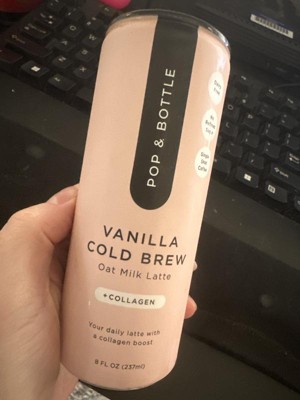 POP & BOTTLE
VANILLA
COLD BREW
Oat Milk Latte
+COLLAGEN
Your daily latte with
a collagen boost
8 FL OZ (237ml)